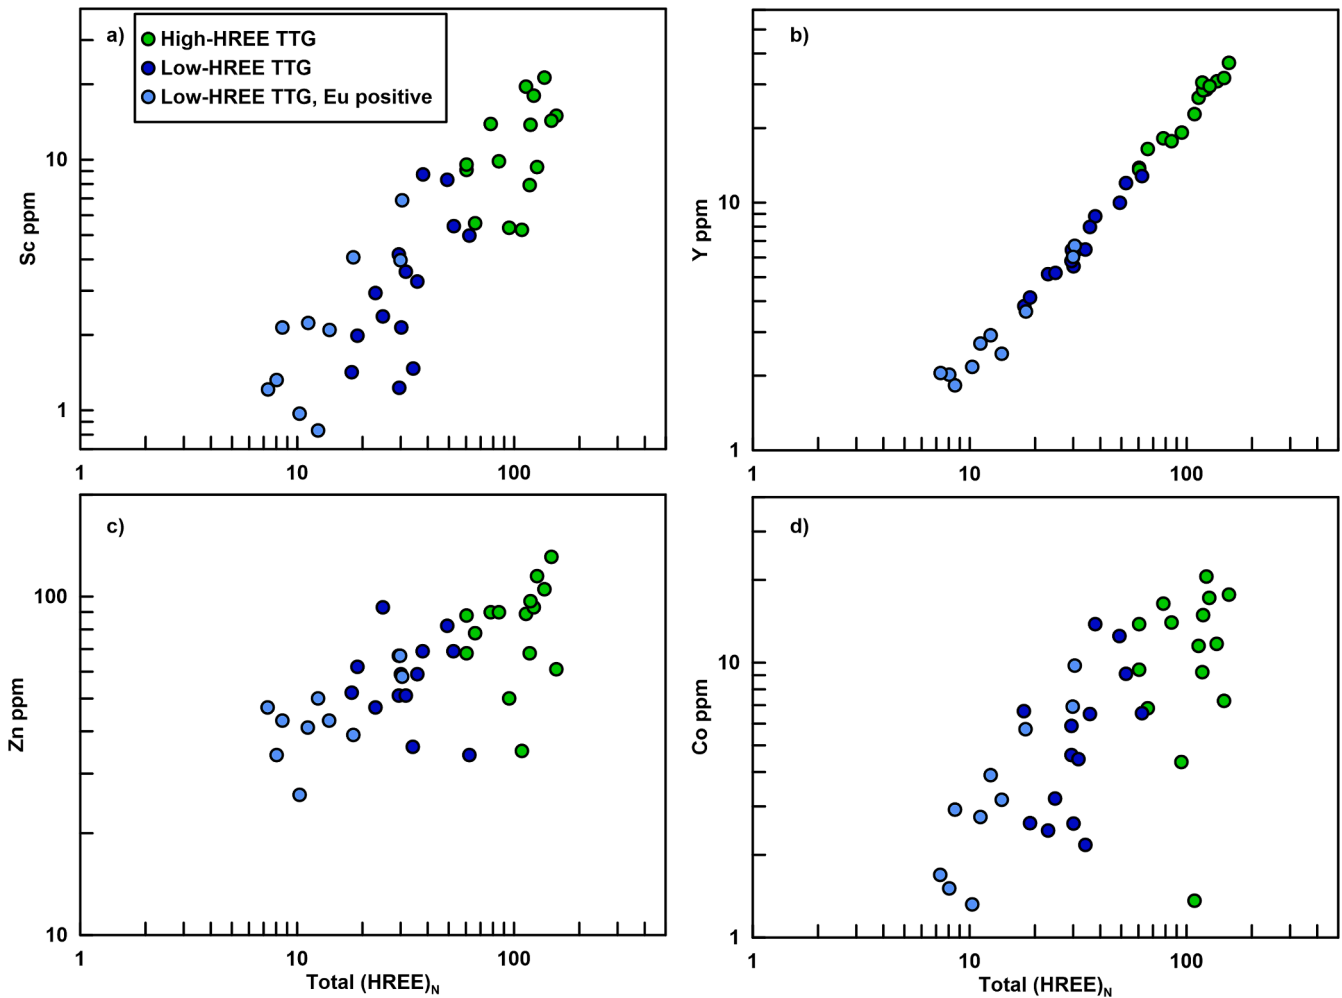 a)
High-HREE TTG
Low-HREE TTG
Low-HREE TTG, Eu positive
10
1
Sc ppm
1 10 100
b)
10
1
Y ppm
1 10 100
c)
100
10
Zn ppm
1 10 100
Total (HREE)N
d)
10
1
Co ppm
1 10 100
Total (HREE)N